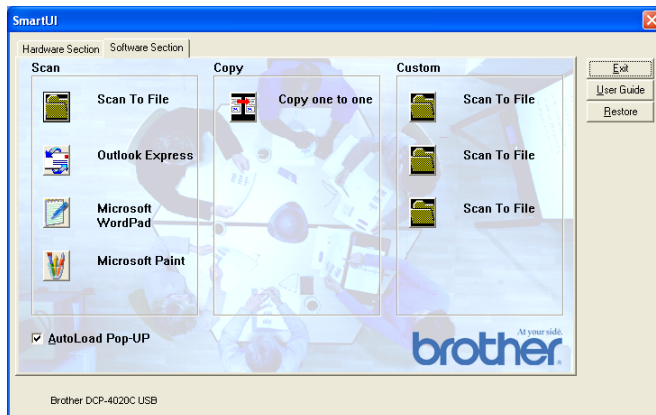 SmartUI
Hardware Section
Software Section
Scan
Scan To File
Outlook Express
Microsoft
WordPad
Microsoft Paint
Copy
Copy one to one
Custom
Scan To File
Scan To File
Scan To File
Exit
User Guide
Restore
AutoLoad Pop-UP
At your side.
brother
Brother DCP-4020C USB